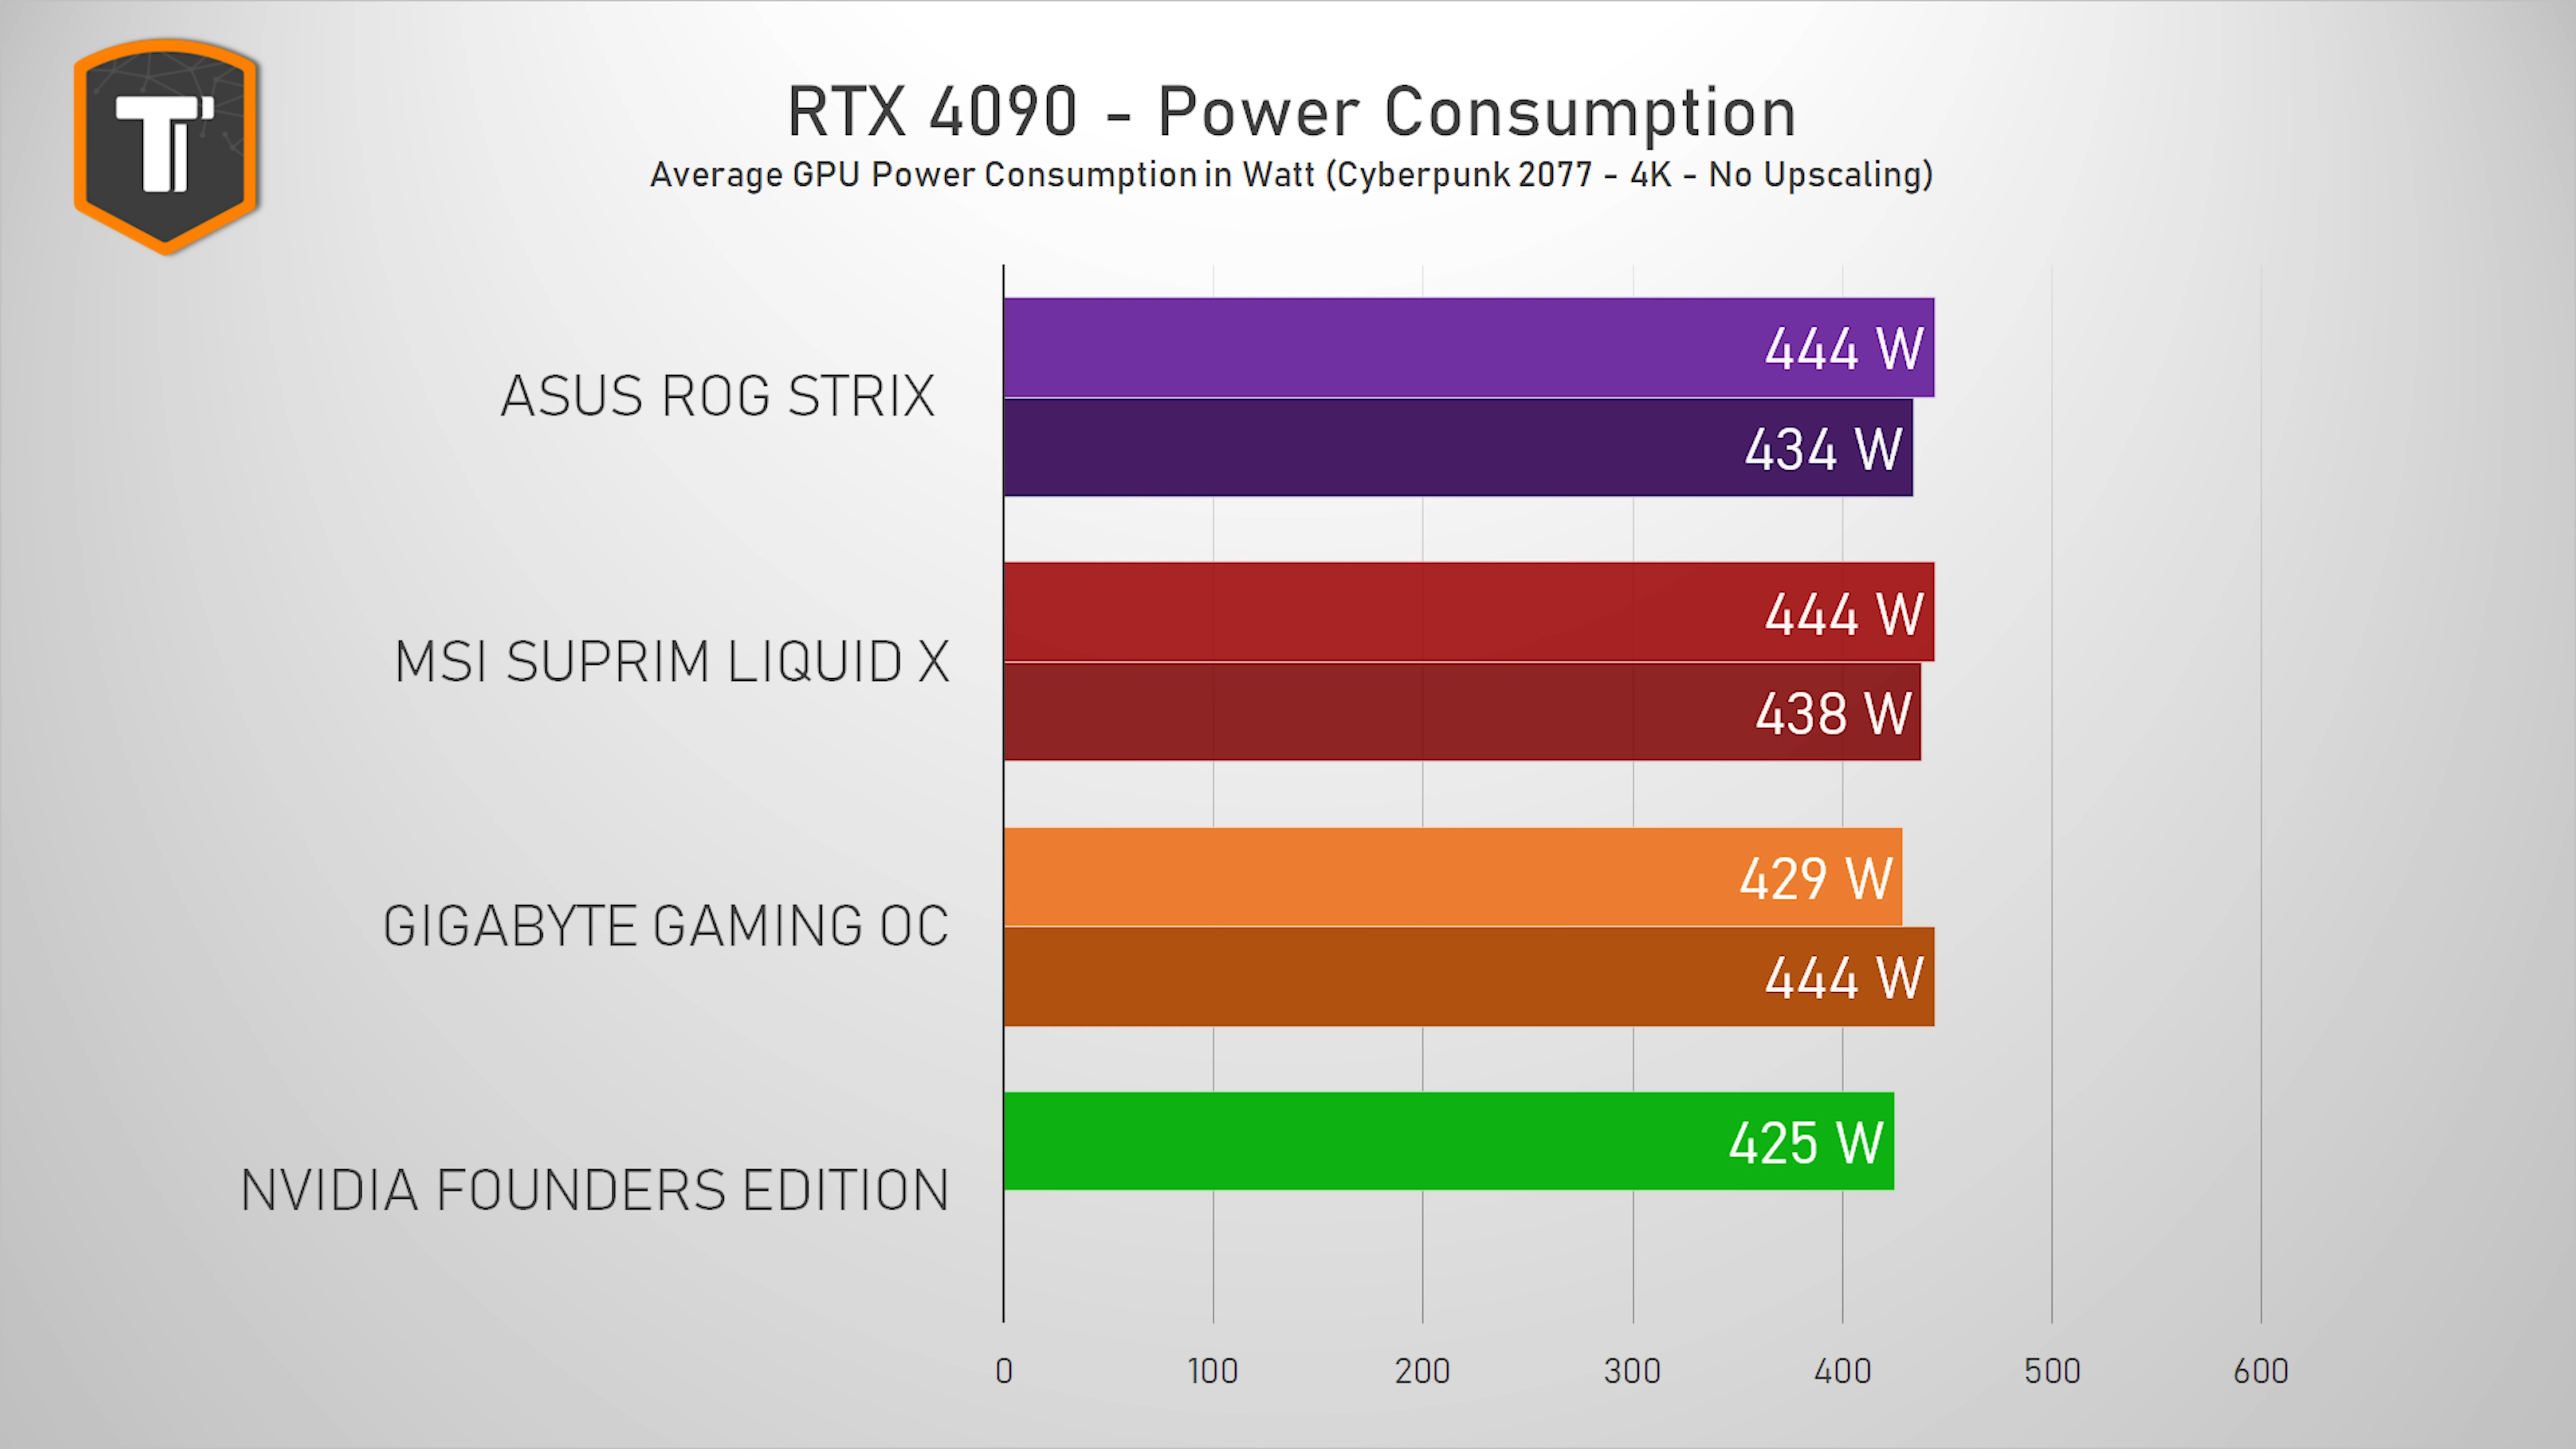 RTX 4090 - Power Consumption
Average GPU Power Consumption in Watt (Cyberpunk 2077 - 4K - No Upscaling)
444 W
ASUS ROG STRIX
434 W
444 W
MSI SUPRIM LIQUID X
438 W
429 W
GIGABYTE GAMING OC
444 W
425 W
NVIDIA FOUNDERS EDITION
0 100 200 300 400 500 600